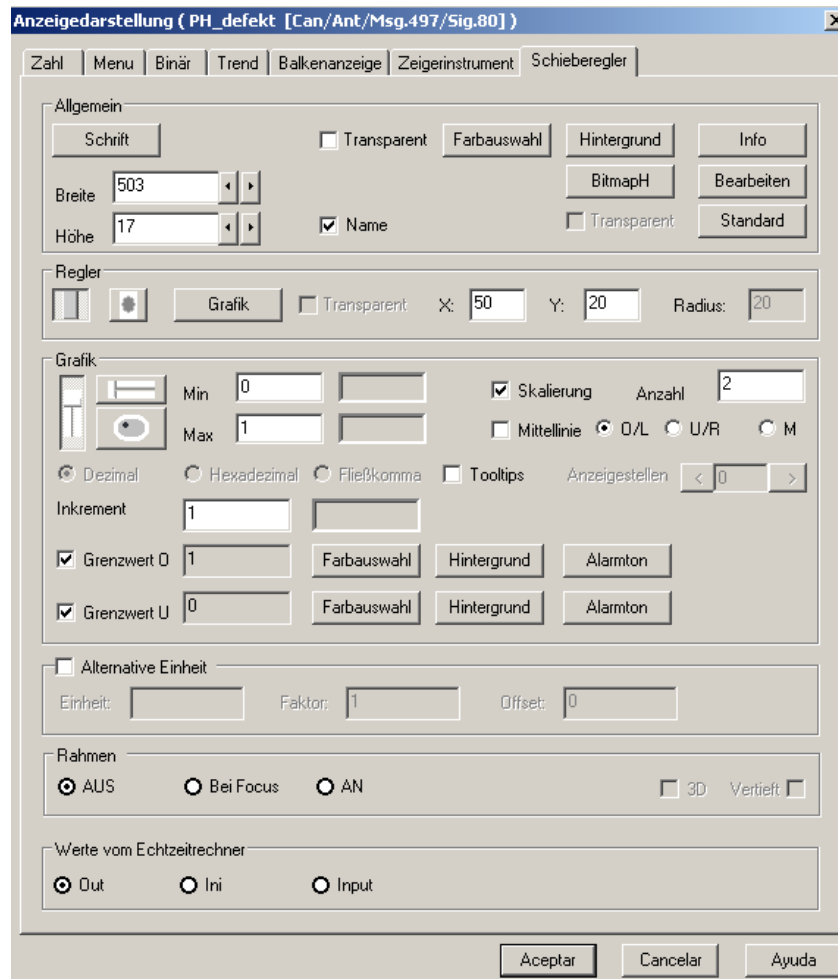 Anzeigedarstellung ( PH_defekt [Can/Ant/Msg.497/Sig.80] )
Zahl Menu Binär Trend Balkenanzeige Zeigerinstrument Schieberegler
Allgemein
Schrift Transparent Farbauswahl Hintergrund Info
Breite 503 BitmapH Bearbeiten
Höhe 17 Name Transparent Standard
Regler
Grafik Transparent X: 50 Y: 20 Radius: 20
Grafik
Min 0 Skalierung Anzahl 2
Max 1 Mittellinie O/L U/R M
Dezimal Hexadezimal Fließkomma Tooltips Anzeigestellen < 0 >
Inkrement 1
Grenzwert O 1 Farbauswahl Hintergrund Alarmton
Grenzwert U 0 Farbauswahl Hintergrund Alarmton
Alternative Einheit
Einheit: Faktor: 1 Offset: 0
Rahmen
AUS Bei Focus AN 3D Vertieft
Werte vom Echtzeitrechner
Out Ini Input
Aceptar Cancelar Ayuda